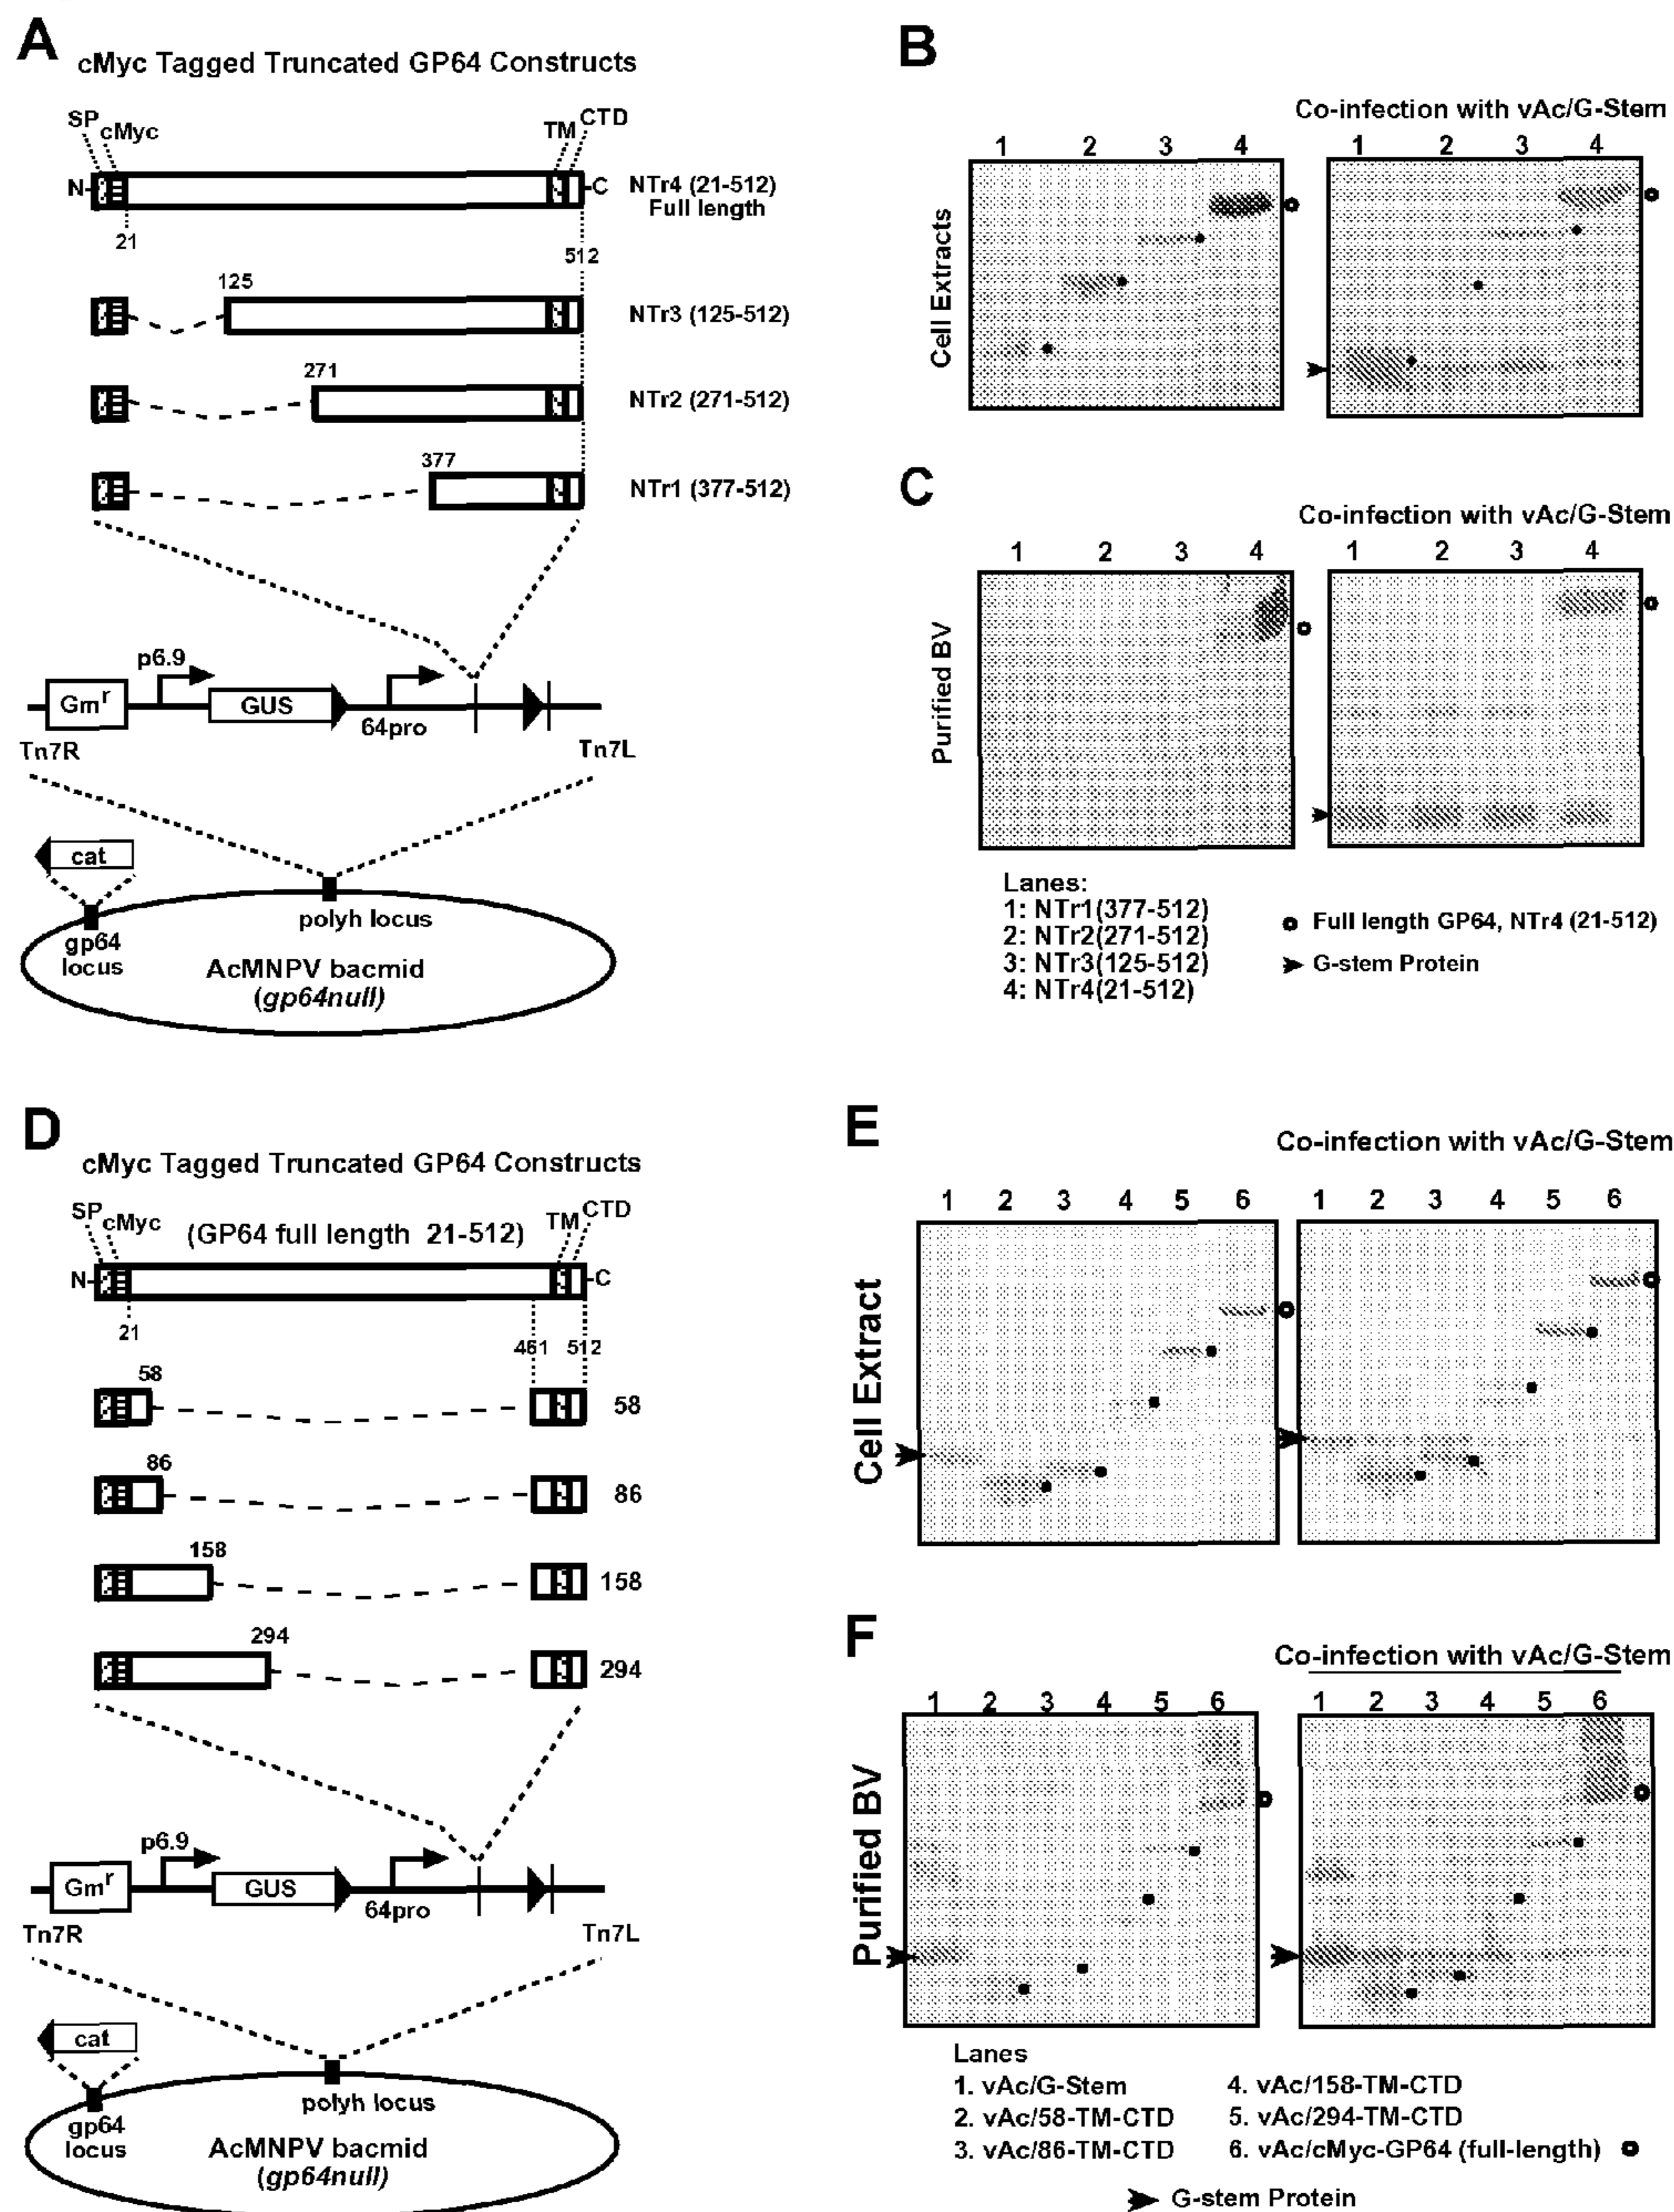 A
cMyc Tagged Truncated GP64 Constructs
SP
cMyc
TM
CTD
N
C
NTr4 (21-512)
Full length
21
512
125
NTr3 (125-512)
271
NTr2 (271-512)
377
NTr1 (377-512)
p6.9
Gmr
GUS
64pro
Tn7R
Tn7L
cat
gp64
locus
polyh locus
AcMNPV bacmid
(gp64null)
B
Co-infection with vAc/G-Stem
1 2 3 4
1 2 3 4
Cell Extracts
C
Co-infection with vAc/G-Stem
1 2 3 4
1 2 3 4
Purified BV
Lanes:
1: NTr1(377-512)
2: NTr2(271-512)
3: NTr3(125-512)
4: NTr4(21-512)
Full length GP64, NTr4 (21-512)
G-stem Protein
D
cMyc Tagged Truncated GP64 Constructs
SP
cMyc
(GP64 full length 21-512)
TM
CTD
N
C
21
461
512
58
58
86
86
158
158
294
294
p6.9
Gmr
GUS
64pro
Tn7R
Tn7L
cat
gp64
locus
polyh locus
AcMNPV bacmid
(gp64null)
E
Co-infection with vAc/G-Stem
1 2 3 4 5 6
1 2 3 4 5 6
Cell Extract
F
Co-infection with vAc/G-Stem
1 2 3 4 5 6
1 2 3 4 5 6
Purified BV
Lanes
1. vAc/G-Stem
2. vAc/58-TM-CTD
3. vAc/86-TM-CTD
4. vAc/158-TM-CTD
5. vAc/294-TM-CTD
6. vAc/cMyc-GP64 (full-length)
G-stem Protein